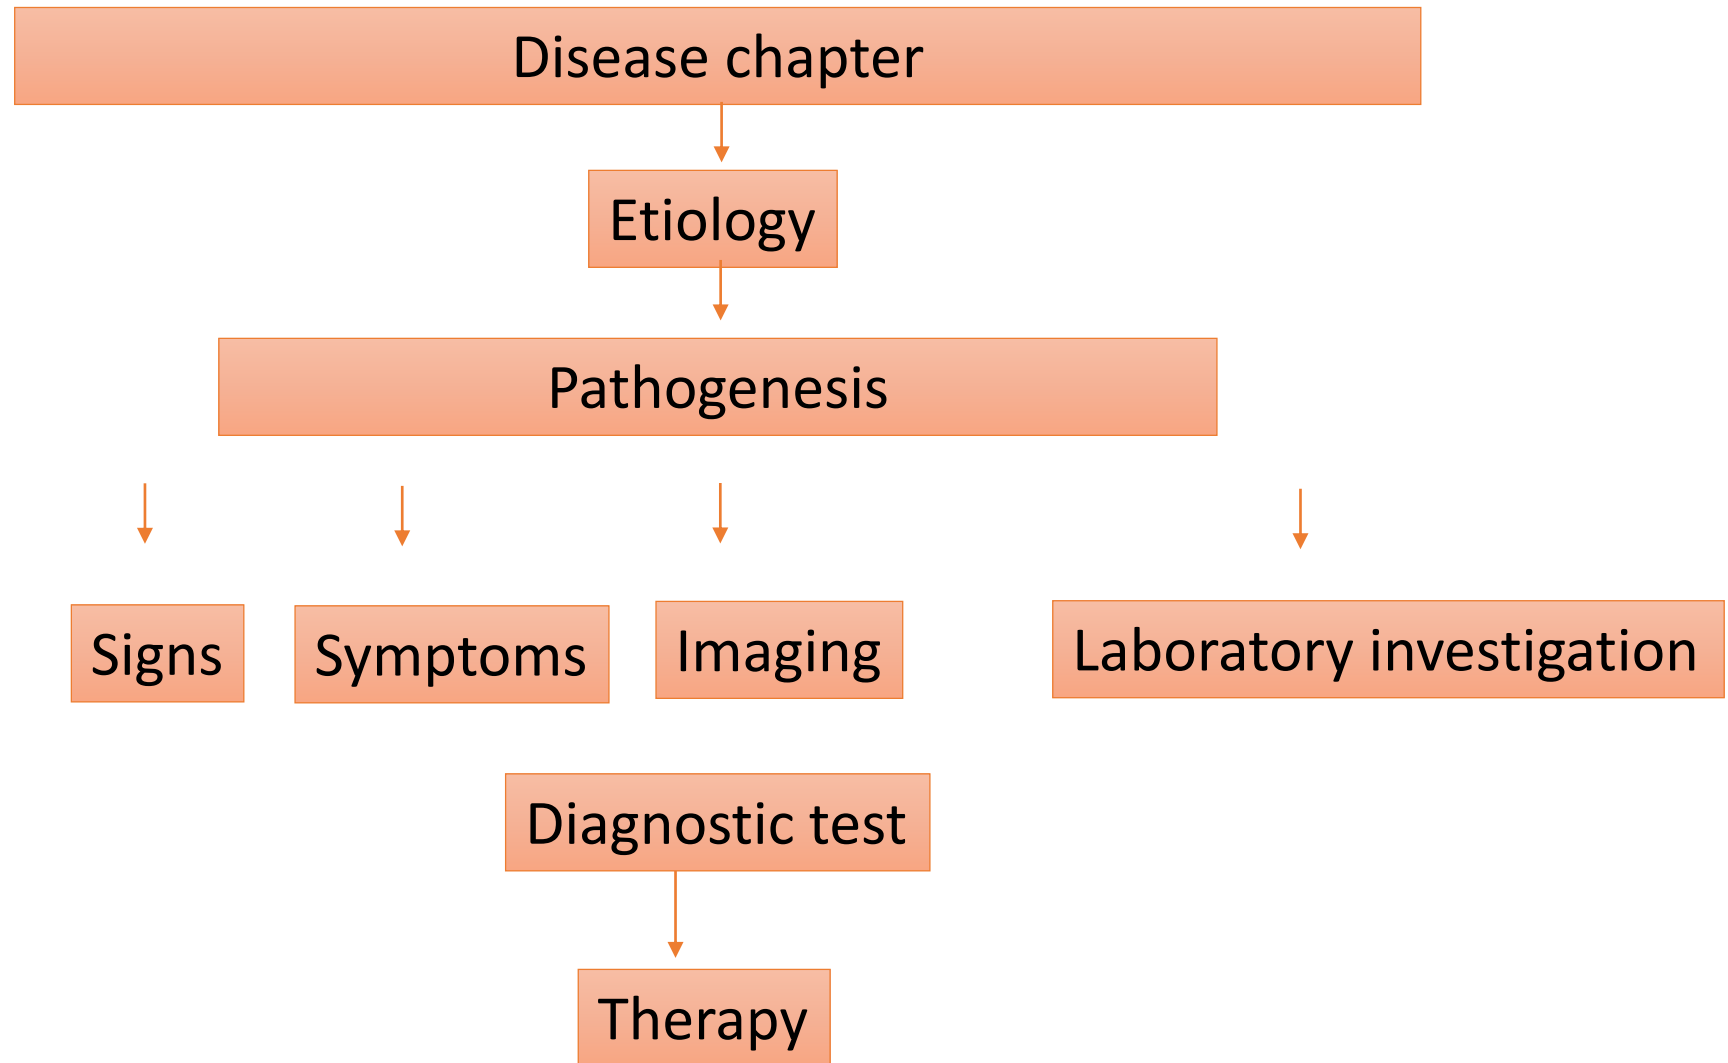 Disease chapter
Etiology
Pathogenesis
Signs
Symptoms
Imaging
Laboratory investigation
Diagnostic test
Therapy